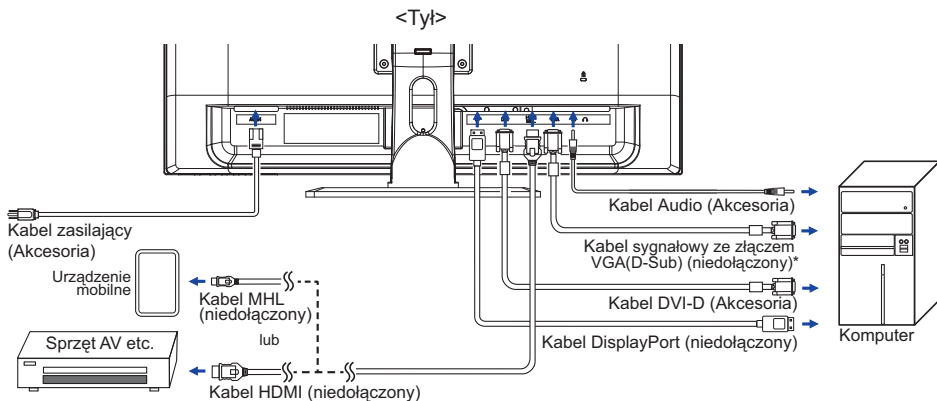 <Tył>
Kabel zasilający
(Akcesoria)
Urządzenie
mobilne
Kabel MHL
(niedołączony)
lub
Sprzęt AV etc.
Kabel HDMI (niedołączony)
Kabel Audio (Akcesoria)
Kabel sygnałowy ze złączem
VGA(D-Sub) (niedołączony)*
Kabel DVI-D (Akcesoria)
Kabel DisplayPort (niedołączony)
Komputer